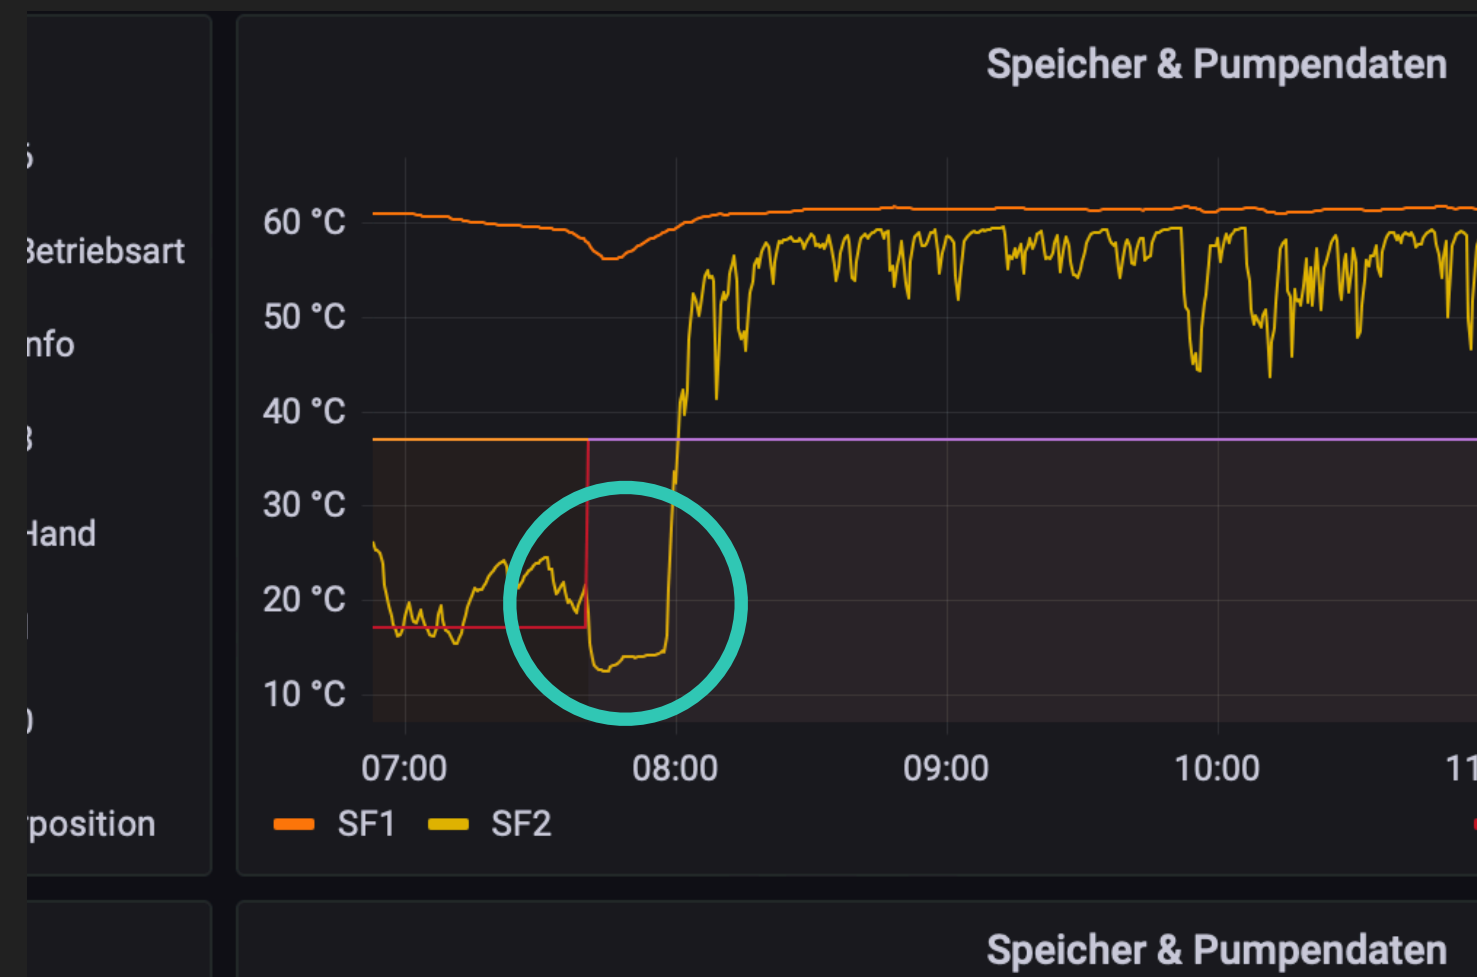 Speicher & Pumpendaten
Betriebsart
nfo
Hand
position
60 °C
50 °C
40 °C
30 °C
20 °C
10 °C
07:00 08:00 09:00 10:00 11
SF1 SF2
Speicher & Pumpendaten